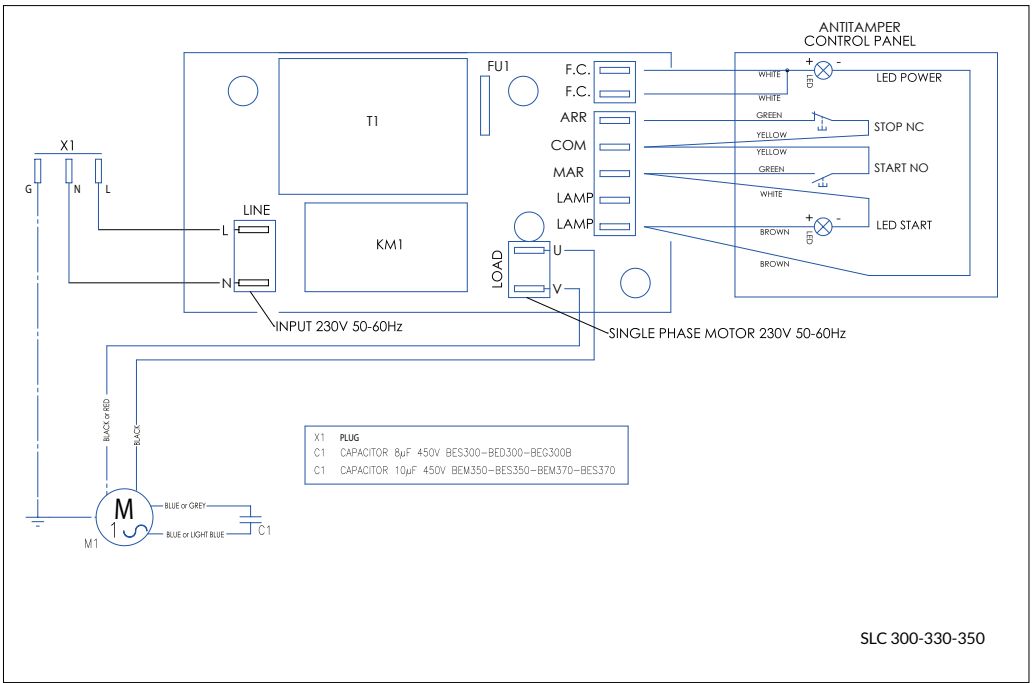 ANTITAMPER
CONTROL PANEL
FU1
F.C.
WHITE
+
-
LED
LED POWER
F.C.
WHITE
T1
ARR
GREEN
STOP NC
X1
COM
YELLOW
YELLOW
START NO
G
N
L
MAR
GREEN
WHITE
LAMP
LINE
L
KM1
LAMP
BROWN
+
-
LED
LED START
LOAD
U
BROWN
N
V
INPUT 230V 50-60Hz
SINGLE PHASE MOTOR 230V 50-60Hz
BLACK or RED
BLACK
X1 PLUG
C1 CAPACITOR 8µF 450V BES300-BED300-BEG300B
C1 CAPACITOR 10µF 450V BEM350-BES350-BEM370-BES370
M
1
BLUE or GREY
BLUE or LIGHT BLUE
C1
M1
SLC 300-330-350